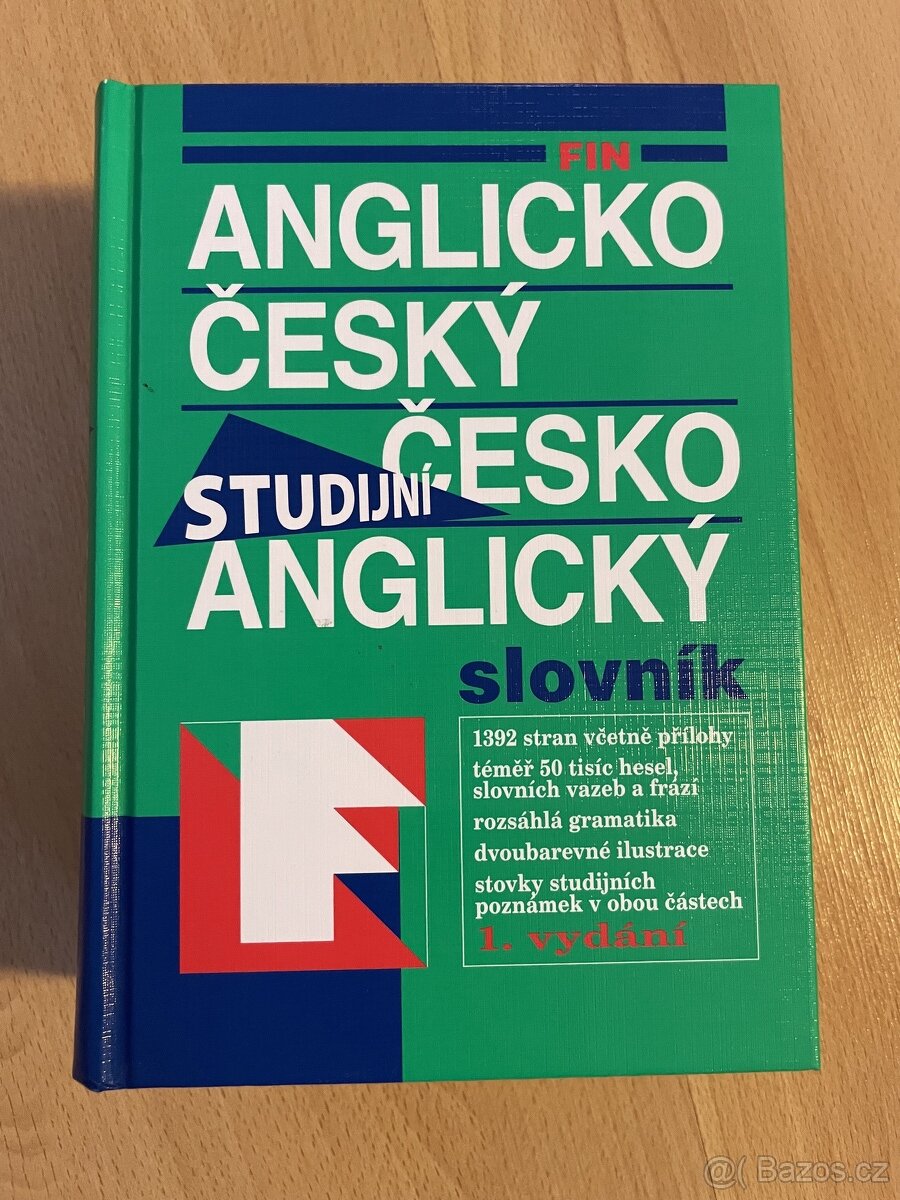 FIN
ANGLICKO
ČESKÝ
ČESKO
STUDIJNÍ
ANGLICKÝ
slovník
1392 stran včetně přílohy
téměř 50 tisíc hesel,
slovních vazeb a frází
rozsáhlá gramatika
dvoubarevné ilustrace
stovky studijních
poznámek v obou částech
1. vydání
@( Bazos.cz